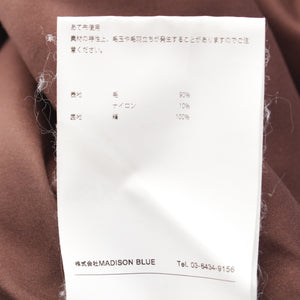 あて布使用
素材の特性上、毛玉や毛羽立ちが発生することがありますのでご注
意ください。
表地 毛 90%
ナイロン 10%
裏地 綿 100%
株式会社MADISON BLUE Tel. 03-6434-9156